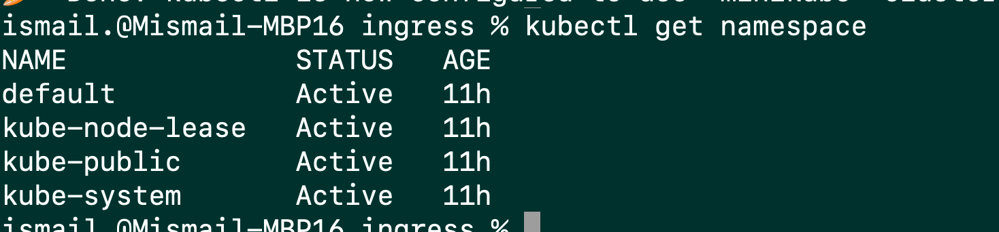 Done! kubectl is now configured to use "minikube" cluster
ismail.@Mismail-MBP16 ingress % kubectl get namespace
NAME STATUS AGE
default Active 11h
kube-node-lease Active 11h
kube-public Active 11h
kube-system Active 11h
ismail.@Mismail-MBP16 ingress %